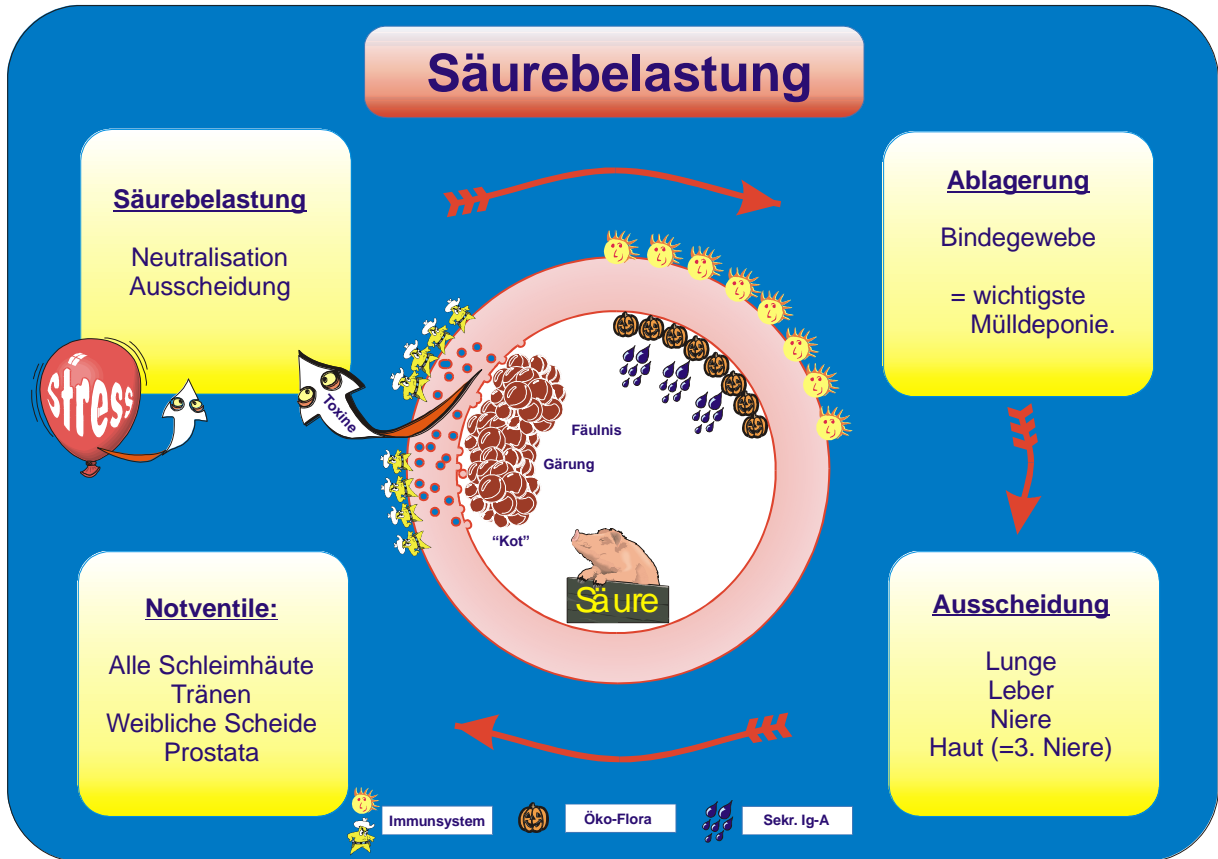 Säurebelastung
Säurebelastung
Neutralisation
Ausscheidung
stress
Toxine
Ablagerung
Bindegewebe
= wichtigste
Mülldeponie.
Fäulnis
Gärung
“Kot”
Säure
Notventile:
Alle Schleimhäute
Tränen
Weibliche Scheide
Prostata
Ausscheidung
Lunge
Leber
Niere
Haut (=3. Niere)
Immunsystem
Öko-Flora
Sekr. Ig-A